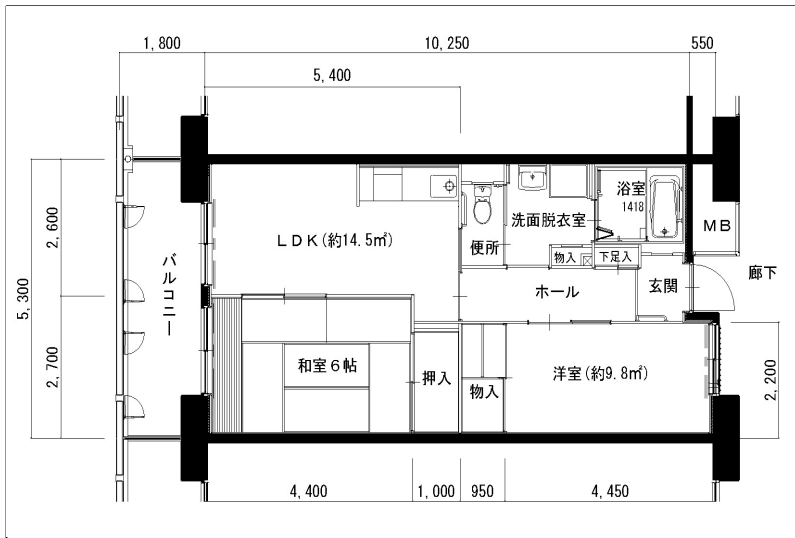 1,800
10,250
550
5,400
浴室
1418
洗面脱衣室
MB
便所
LDK(約14.5㎡)
物入
下足入
玄関
廊下
ホール
バルコニー
2,600
5,300
2,700
和室6帖
押入
物入
洋室(約9.8㎡)
2,200
4,400
1,000
950
4,450